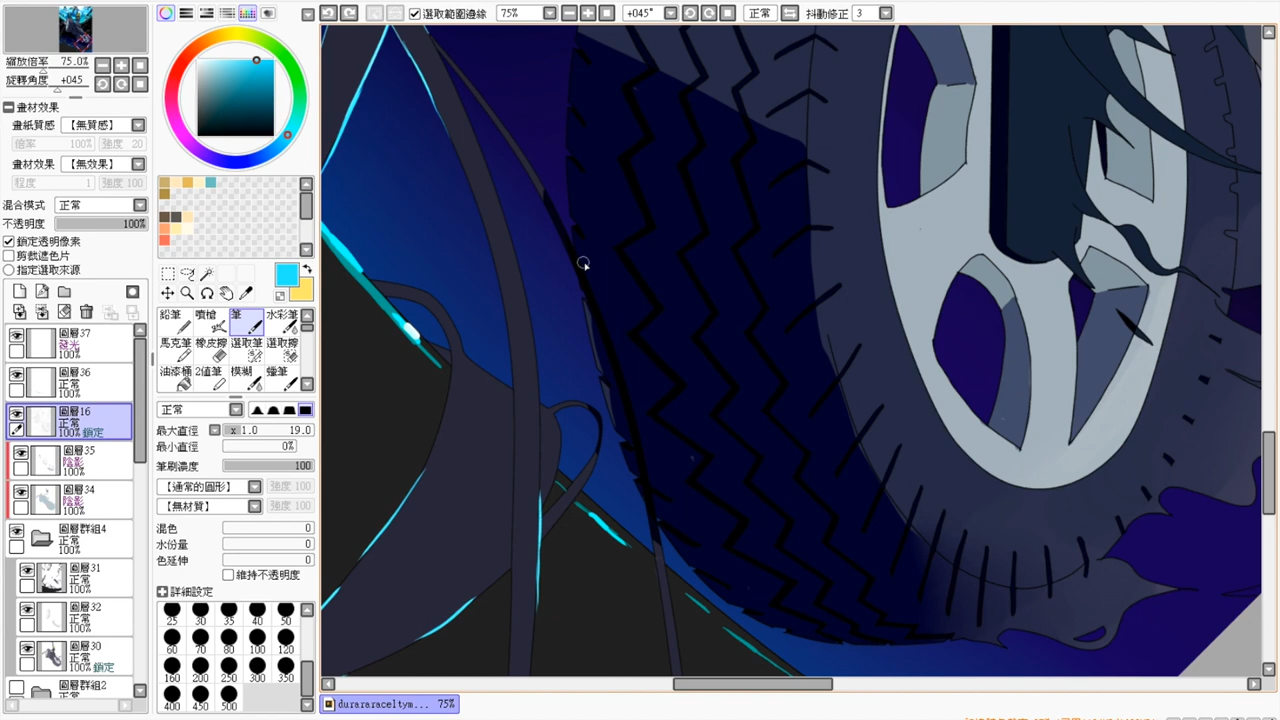 選取範圍邊緣 75% +045° 正常 抖動修正 3
縮放倍率 75.0%
旋轉角度 +045
畫材效果
畫紙質感 【無質感】
倍率 100% 強度 20
畫材效果 【無效果】
程度 1 強度 100
混合模式 正常
不透明度 100%
鎖定透明像素
剪裁遮色片
指定選取來源
圖層37
發光
100%
圖層36
正常
100%
圖層16
正常
100% 鎖定
圖層35
陰影
100%
圖層34
陰影
100%
圖層群組4
正常
100%
圖層31
正常
100%
圖層32
正常
100%
圖層30
正常
100% 鎖定
圖層群組2
正常
鉛筆 噴槍 筆 水彩筆
馬克筆 橡皮擦 選取筆 選取擦
油漆桶 2值筆 模糊 蠟筆
正常
最大直徑 x 1.0 19.0
最小直徑 0%
筆刷濃度 100
【通常的圓形】 強度 100
【無材質】 強度 100
混色 0
水份量 0
色延伸 0
維持不透明度
詳細設定
25 30 35 40 50
60 70 80 100 120
160 200 250 300 350
400 450 500
durararaceltym... 75%